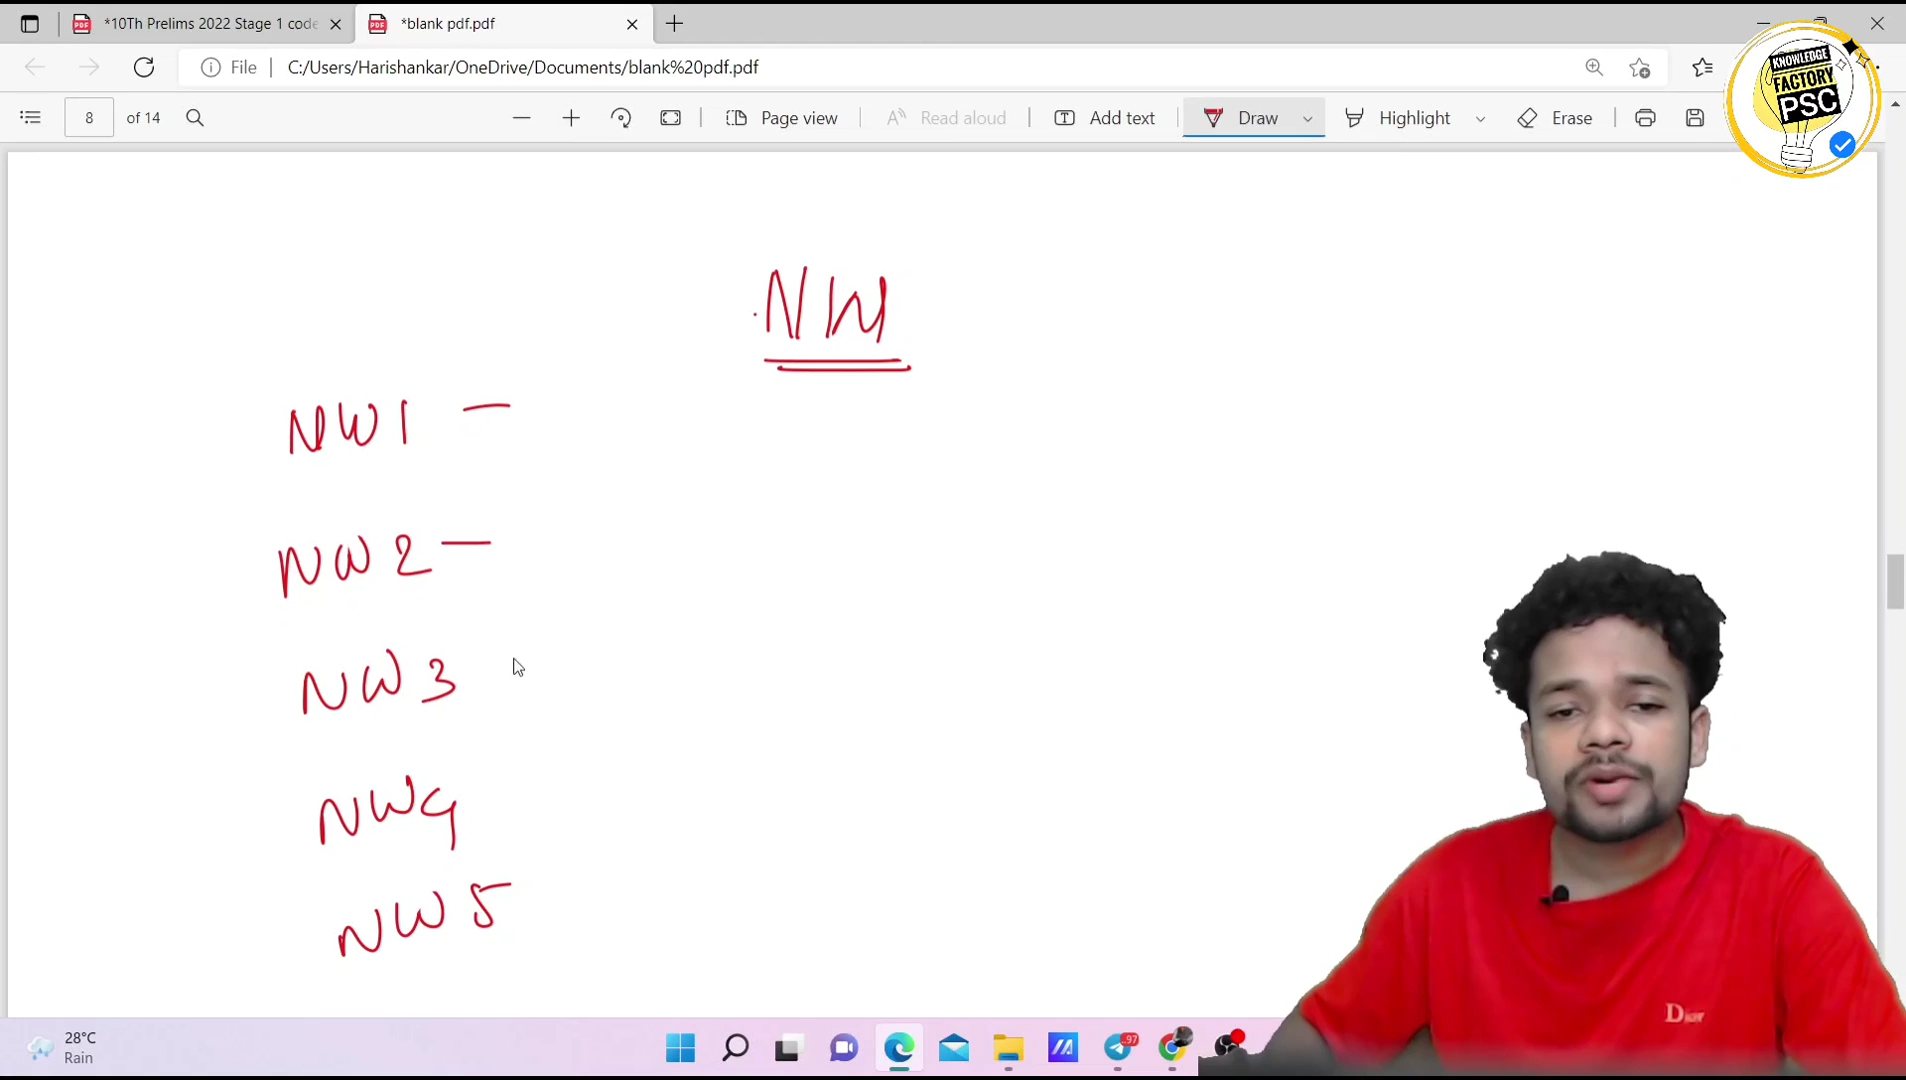 *10Th Prelims 2022 Stage 1 code
*blank pdf.pdf
File
C:/Users/Harishankar/OneDrive/Documents/blank%20pdf.pdf
KNOWLEDGE
FACTORY
PSC
8 of 14
Page view
Read aloud
Add text
Draw
Highlight
Erase
NW
NW1 –
NW2 –
NW3
NW4
NW5
Dior
28°C
Rain
97